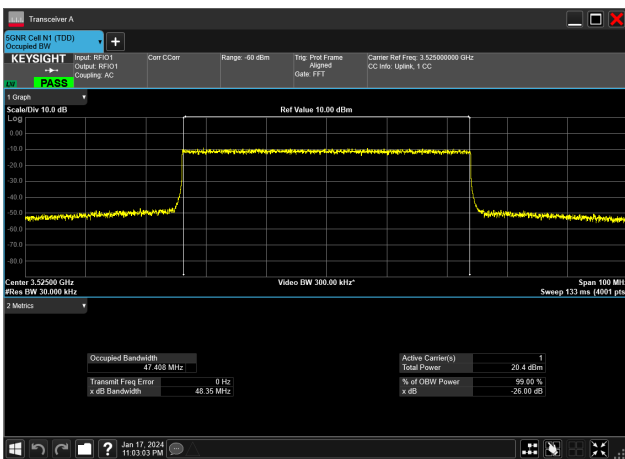 Transceiver A
5GNR Cell N1 (TDD)
Occupied BW
KEYSIGHT
PASS
Input: RFIO1
Output: RFIO1
Coupling: AC
Corr CCorr
Range: -60 dBm
Trig: Prot Frame
Aligned
Gate: FFT
Carrier Ref Freq: 3.525000000 GHz
CC Info: Uplink, 1 CC
1 Graph
Scale/Div 10.0 dB
Ref Value 10.00 dBm
Log
0.00
-10.0
-20.0
-30.0
-40.0
-50.0
-60.0
-70.0
-80.0
Center 3.52500 GHz
Video BW 300.00 kHz*
Span 100 MHz
#Res BW 30.000 kHz
Sweep 133 ms (4001 pts
2 Metrics
Occupied Bandwidth
47.408 MHz
Active Carrier(s) 1
Total Power 20.4 dBm
Transmit Freq Error 0 Hz
x dB Bandwidth 48.35 MHz
% of OBW Power 99.00 %
x dB -26.00 dB
?
Jan 17, 2024
11:03:03 PM